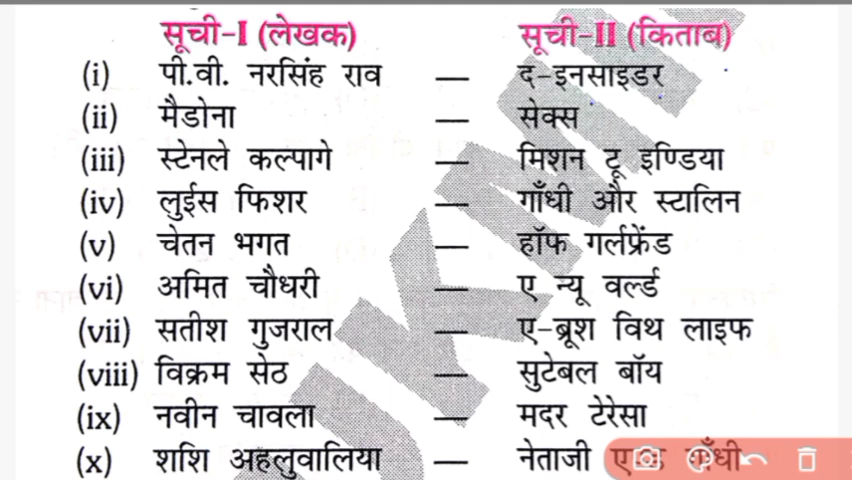 सूची-I (लेखक) सूची-II (किताब)
(i) पी.वी. नरसिंह राव — द-इनसाइडर
(ii) मैडोना — सेक्स
(iii) स्टेनले कल्पागे — मिशन टू इण्डिया
(iv) लुईस फिशर — गाँधी और स्टालिन
(v) चेतन भगत — हॉफ गर्लफ्रेंड
(vi) अमित चौधरी — ए न्यू वर्ल्ड
(vii) सतीश गुजराल — ए-ब्रूश विथ लाइफ
(viii) विक्रम सेठ — सुटेबल बॉय
(ix) नवीन चावला — मदर टेरेसा
(x) शशि अहलुवालिया — नेताजी गाँधी